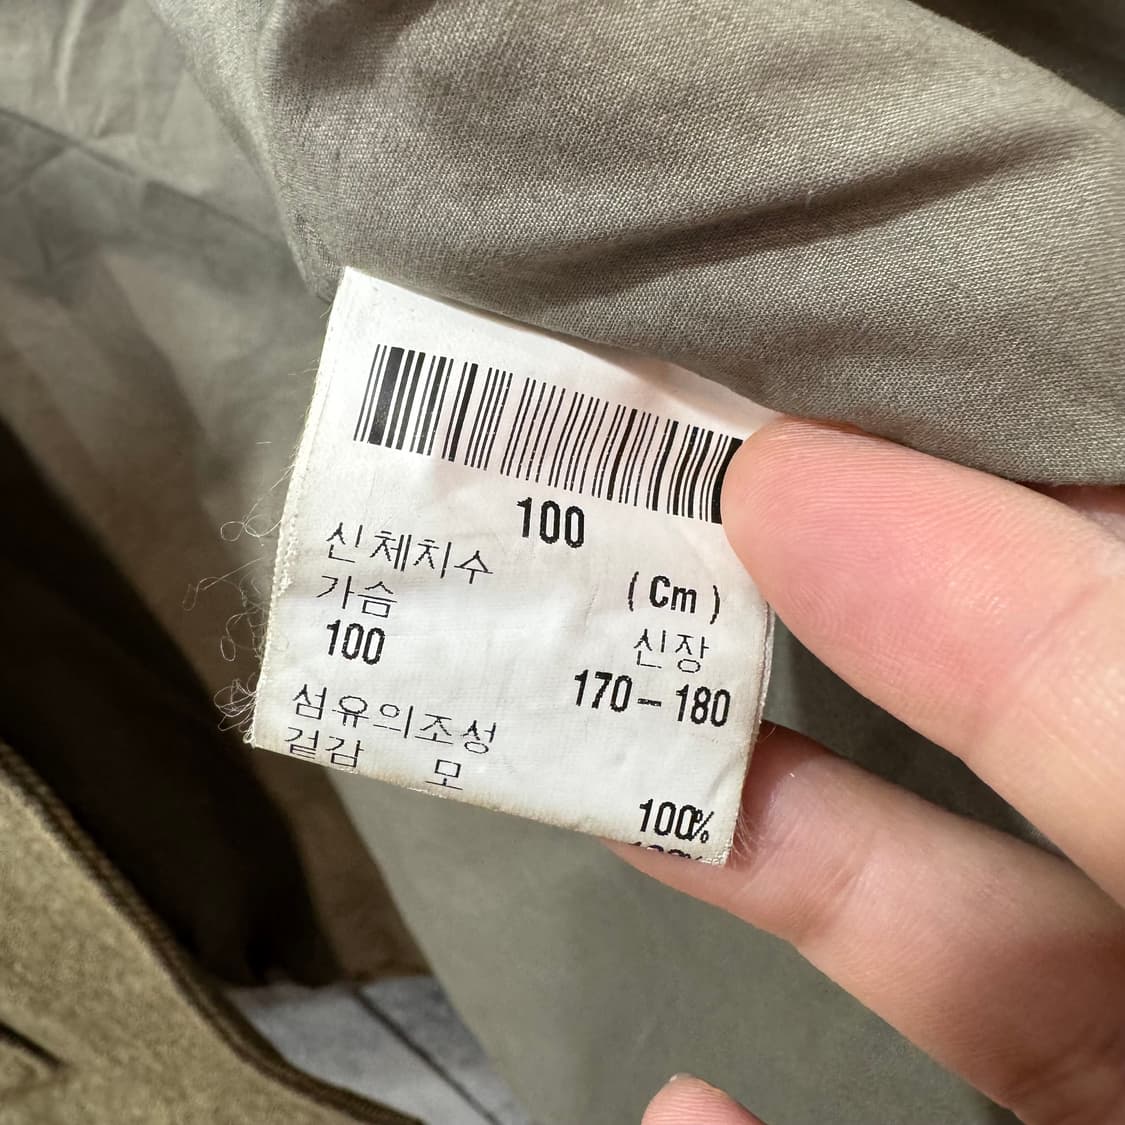 100
신체치수 (Cm)
가슴 신장
100 170-180
섬유의조성
겉감 모 100%